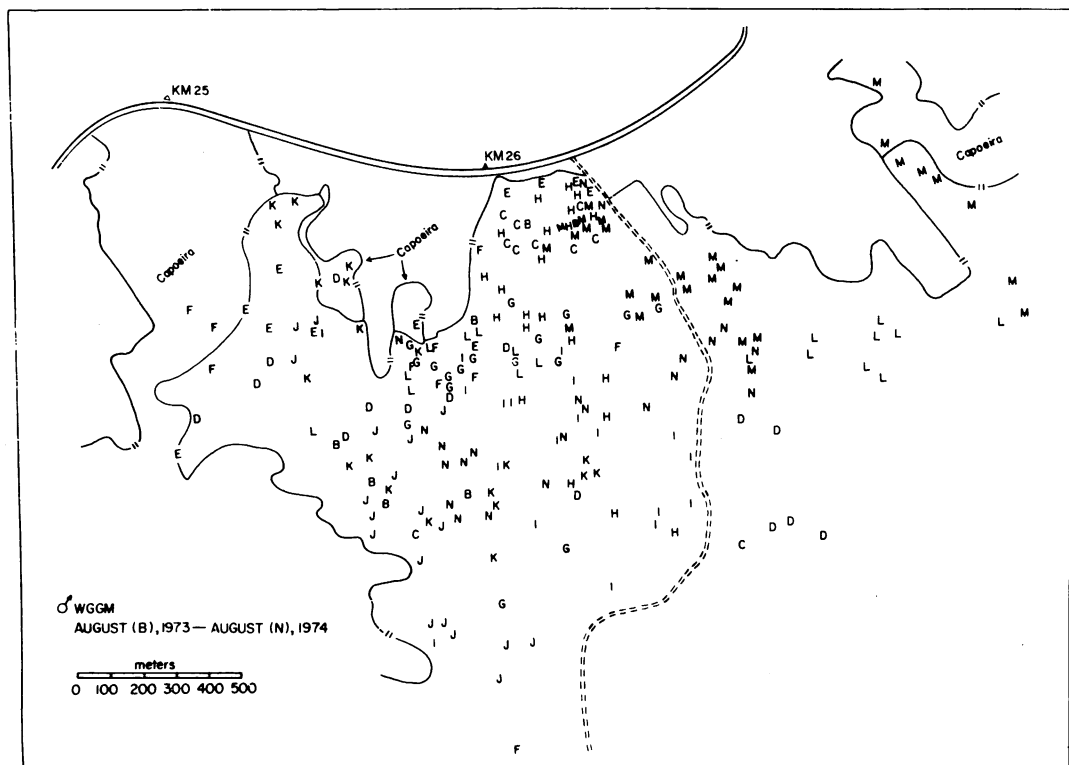 KM 25
KM 26
Capoeira
Capoeira
Capoeira
M
M
M M M M
M
E E H E N E
H H
K K K
C H C M N
C B M H B M H M
H M M M
C C H M C C
F H
E
D K K K
M M M M M M
H H M
F F E E J J E I K E
G H H H G M M G M G M
B L N G K L F
N N M M N
L L L L L L M
D D J K F
D L G L I G F H N N
E G L I F G F G
L L D I G D J
I I H N N I H N
D D
L B D J G J N
N N N N
I N I I I
K K J B K B
I K K K K H D N
J J J C J K J N N B N K K
I H I I H I
J K G
C D D D
I
G
J J J I J J
J
F
♂ WGGM
AUGUST (B), 1973 — AUGUST (N), 1974
meters
0 100 200 300 400 500